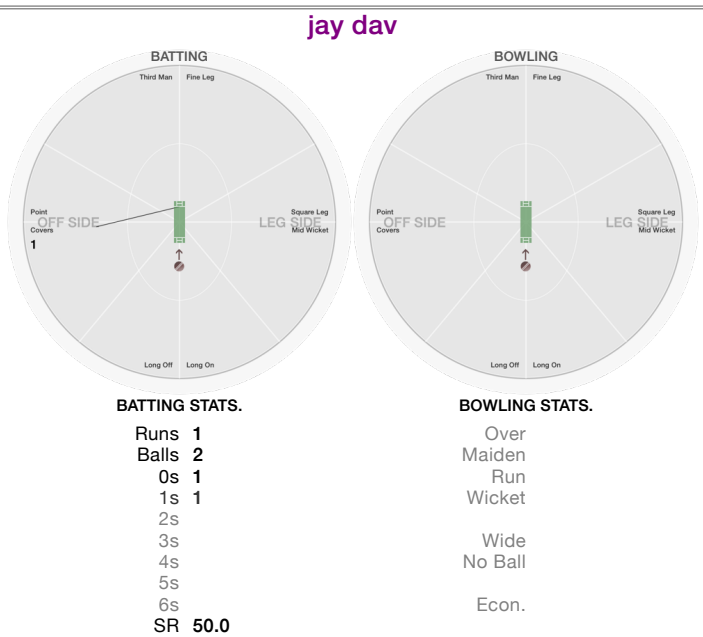 jay dav
BATTING
BOWLING
Third Man Fine Leg
Third Man Fine Leg
Point
OFF SIDE
Covers
1
Square Leg
LEG SIDE
Mid Wicket
Point
OFF SIDE
Covers
Square Leg
LEG SIDE
Mid Wicket
Long Off Long On
Long Off Long On
BATTING STATS.
BOWLING STATS.
Runs 1
Balls 2
0s 1
1s 1
2s
3s
4s
5s
6s
SR 50.0
Over
Maiden
Run
Wicket
Wide
No Ball
Econ.